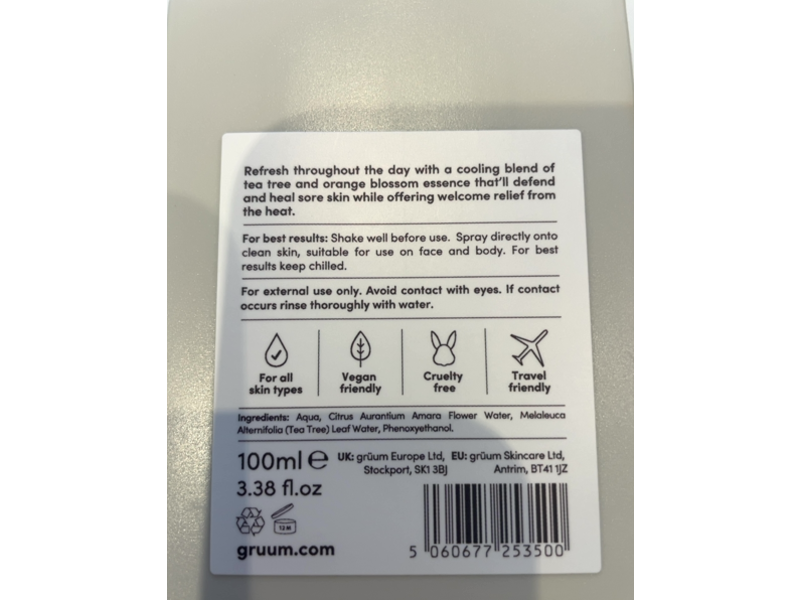 Refresh throughout the day with a cooling blend of
tea tree and orange blossom essence that'll defend
and heal sore skin while offering welcome relief from
the heat.
For best results: Shake well before use. Spray directly onto
clean skin, suitable for use on face and body. For best
results keep chilled.
For external use only. Avoid contact with eyes. If contact
occurs rinse thoroughly with water.
For all
skin types
Vegan
friendly
Cruelty
free
Travel
friendly
Ingredients: Aqua, Citrus Aurantium Amara Flower Water, Melaleuca
Alternifolia (Tea Tree) Leaf Water, Phenoxyethanol.
100ml ℮
3.38 fl.oz
UK: grüum Europe Ltd,
Stockport, SK1 3BJ
EU: grüum Skincare Ltd,
Antrim, BT41 1JZ
12 M
gruum.com
5 060677 253500